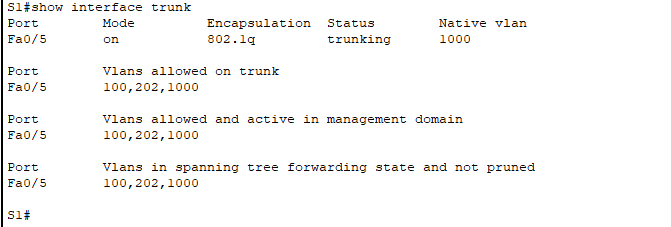 S1#show interface trunk
Port        Mode         Encapsulation  Status        Native vlan
Fa0/5       on           802.1q         trunking      1000
Port        Vlans allowed on trunk
Fa0/5       100,202,1000
Port        Vlans allowed and active in management domain
Fa0/5       100,202,1000
Port        Vlans in spanning tree forwarding state and not pruned
Fa0/5       100,202,1000
S1#